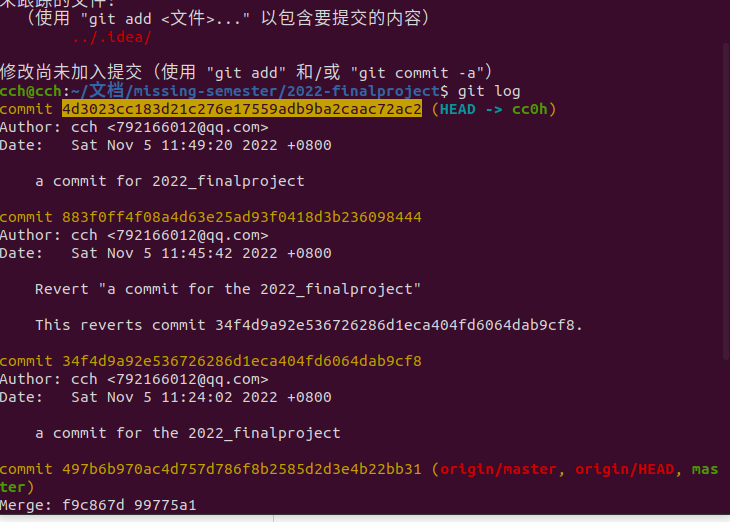 未跟踪的文件:
（使用 "git add <文件>..." 以包含要提交的内容）
../.idea/
修改尚未加入提交（使用 "git add" 和/或 "git commit -a"）
cch@cch:~/文档/missing-semester/2022-finalproject$ git log
commit 4d3023cc183d21c276e17559adb9ba2caac72ac2 (HEAD -> cc0h)
Author: cch <792166012@qq.com>
Date:   Sat Nov 5 11:49:20 2022 +0800
a commit for 2022_finalproject
commit 883f0ff4f08a4d63e25ad93f0418d3b236098444
Author: cch <792166012@qq.com>
Date:   Sat Nov 5 11:45:42 2022 +0800
Revert "a commit for the 2022_finalproject"
This reverts commit 34f4d9a92e536726286d1eca404fd6064dab9cf8.
commit 34f4d9a92e536726286d1eca404fd6064dab9cf8
Author: cch <792166012@qq.com>
Date:   Sat Nov 5 11:24:02 2022 +0800
a commit for the 2022_finalproject
commit 497b6b970ac4d757d786f8b2585d2d3e4b22bb31 (origin/master, origin/HEAD, mas
ter)
Merge: f9c867d 99775a1